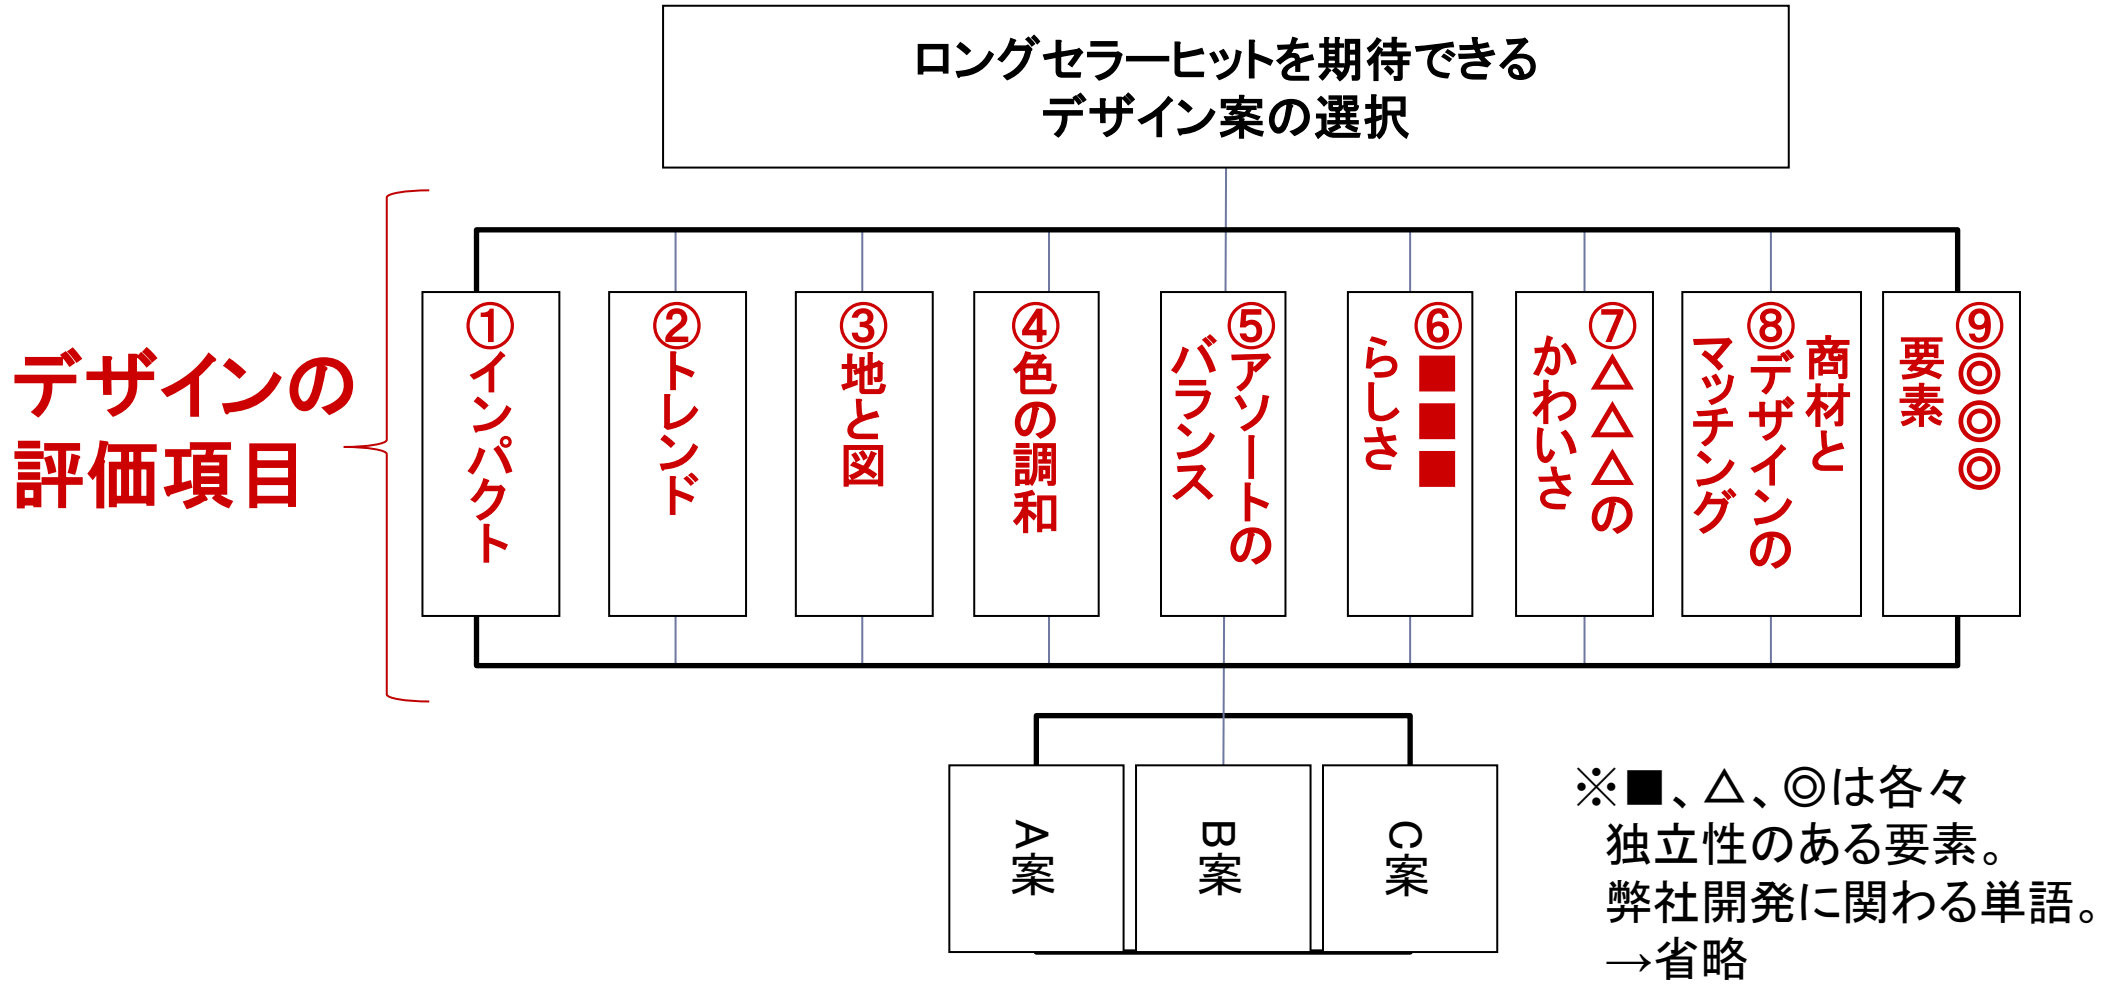 ロングセラーヒットを期待できる
デザイン案の選択
デザインの
評価項目
①インパクト
②トレンド
③地と図
④色の調和
⑤アソートの
バランス
⑥■■■
らしさ
⑦△△△の
かわいさ
商材と
⑧デザインの
マッチング
⑨◎◎◎
要素
A案
B案
C案
※■、△、◎は各々
独立性のある要素。
弊社開発に関わる単語。
→省略